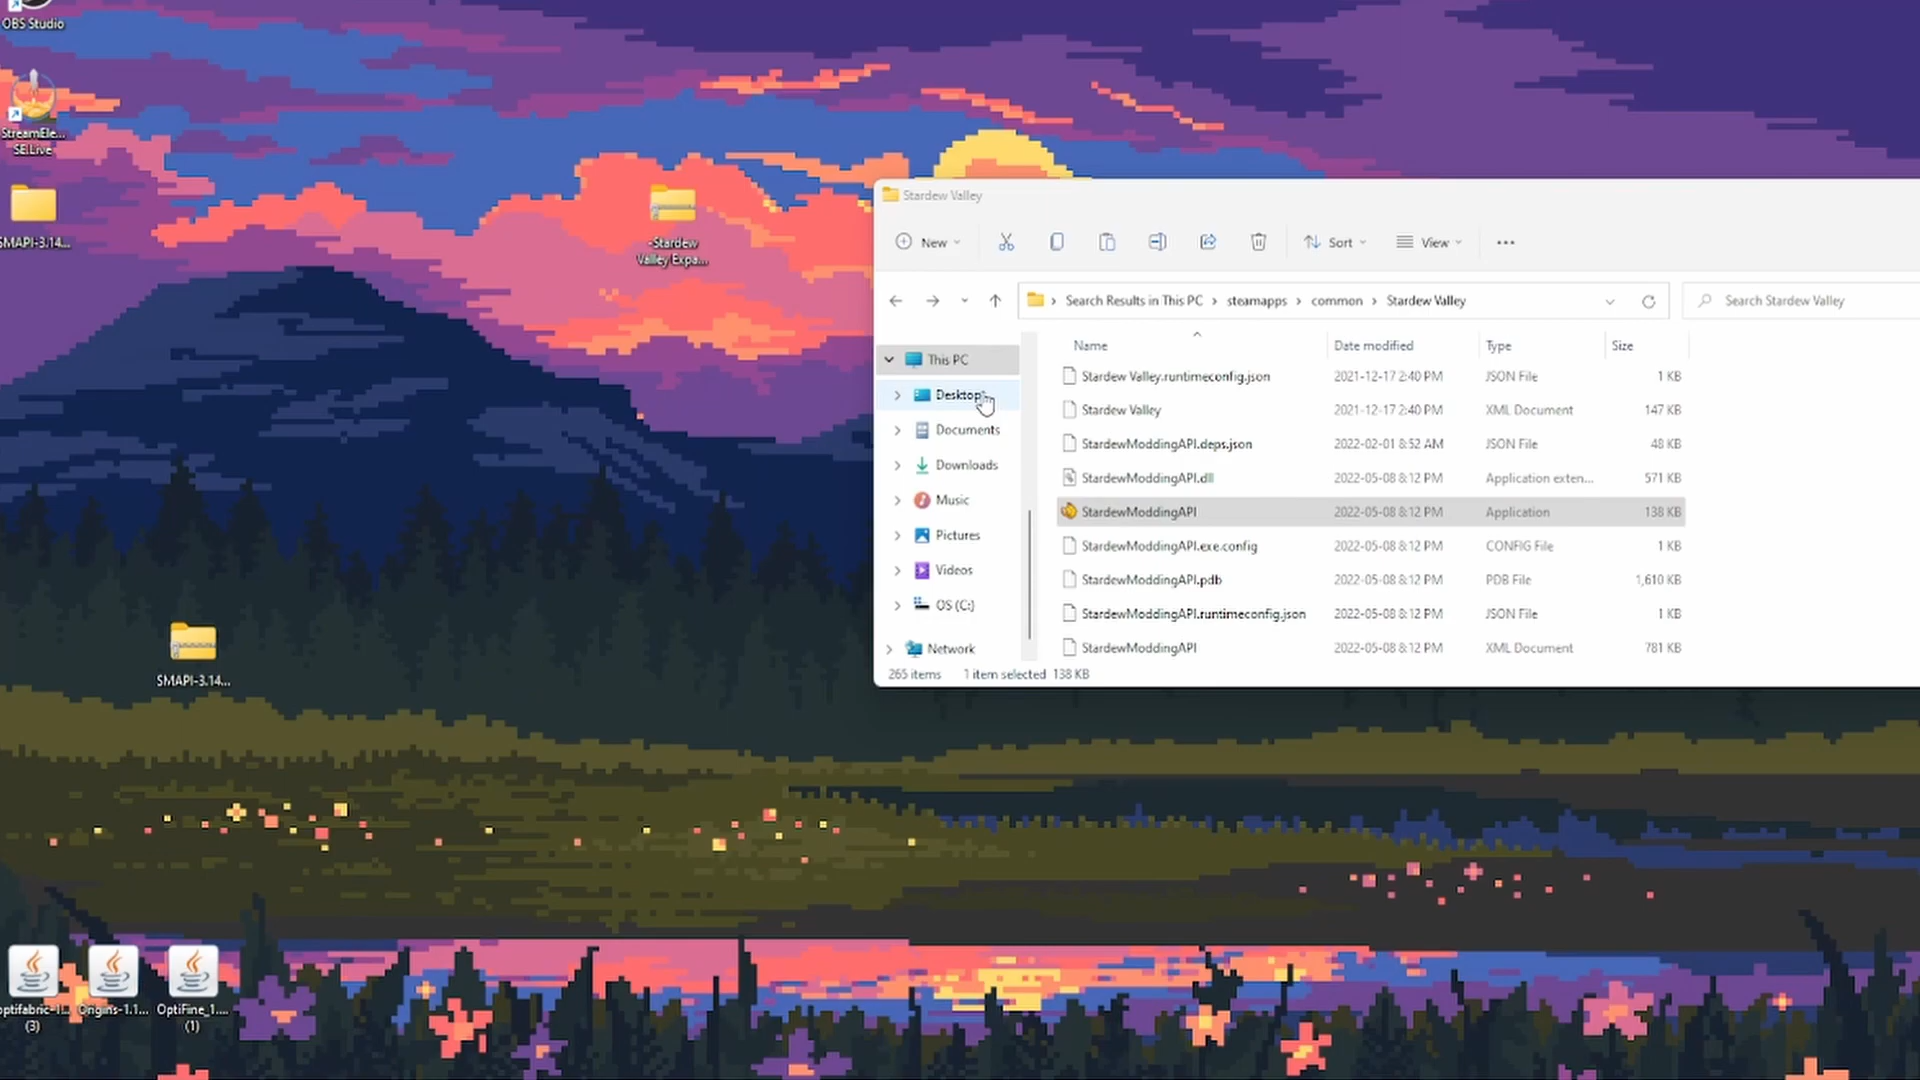 OBS Studio
StreamEle...
SE.Live
SMAPI-3.14...
-Stardew
Valley Expa...
SMAPI-3.14...
optifabric-1...
(3)
Origins-1.1...
OptiFine_1....
(1)
Stardew Valley
New
Sort
View
Search Results in This PC > steamapps > common > Stardew Valley
Search Stardew Valley
This PC
Desktop
Documents
Downloads
Music
Pictures
Videos
OS (C:)
Network
Name Date modified Type Size
Stardew Valley.runtimeconfig.json 2021-12-17 2:40 PM JSON File 1 KB
Stardew Valley 2021-12-17 2:40 PM XML Document 147 KB
StardewModdingAPI.deps.json 2022-02-01 8:52 AM JSON File 48 KB
StardewModdingAPI.dll 2022-05-08 8:12 PM Application exten... 571 KB
StardewModdingAPI 2022-05-08 8:12 PM Application 138 KB
StardewModdingAPI.exe.config 2022-05-08 8:12 PM CONFIG File 1 KB
StardewModdingAPI.pdb 2022-05-08 8:12 PM PDB File 1,610 KB
StardewModdingAPI.runtimeconfig.json 2022-05-08 8:12 PM JSON File 1 KB
StardewModdingAPI 2022-05-08 8:12 PM XML Document 781 KB
265 items 1 item selected 138 KB